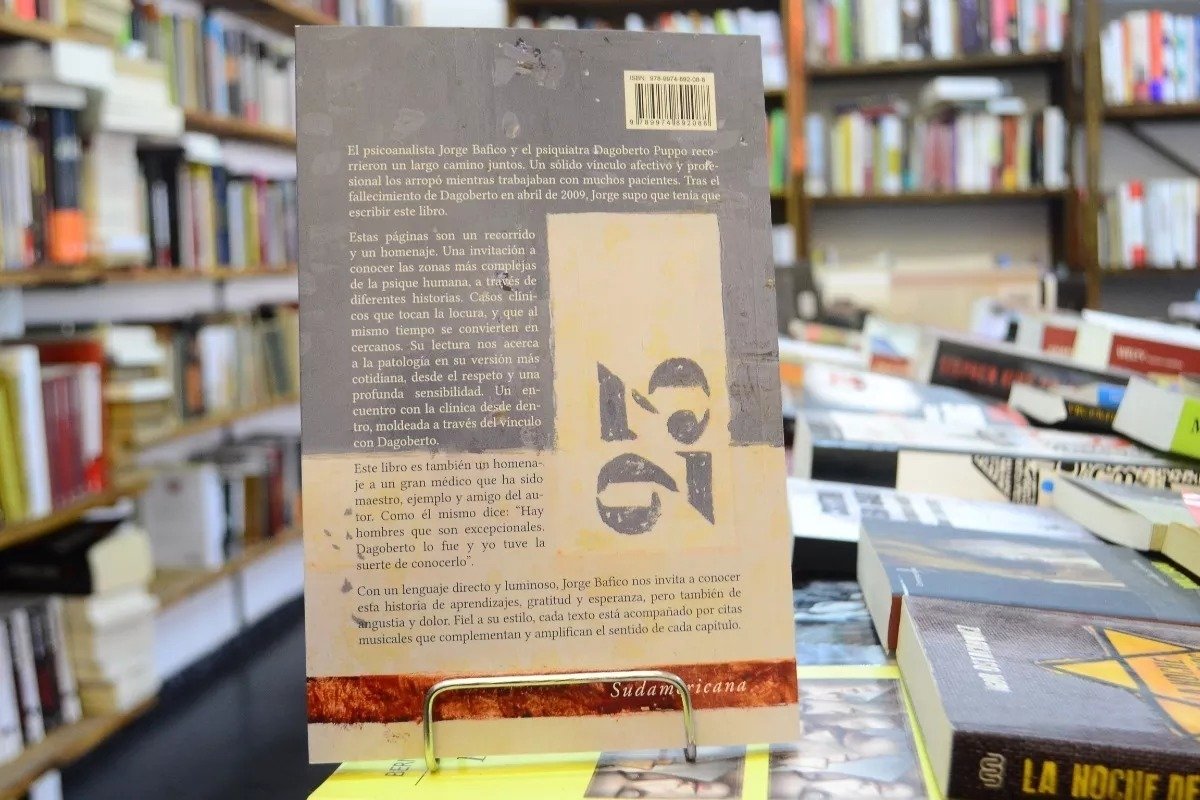 ISBN: 978-9974-892-08-8
9 789974 892088
El psicoanalista Jorge Bafico y el psiquiatra Dagoberto Puppo reco-
rrieron un largo camino juntos. Un sólido vínculo afectivo y profe-
sional los arropó mientras trabajaban con muchos pacientes. Tras el
fallecimiento de Dagoberto en abril de 2009, Jorge supo que tenía que
escribir este libro.
Estas páginas son un recorrido
y un homenaje. Una invitación a
conocer las zonas más complejas
de la psique humana, a través de
diferentes historias. Casos clíni-
cos que tocan la locura, y que al
mismo tiempo se convierten en
cercanos. Su lectura nos acerca
a la patología en su versión más
cotidiana, desde el respeto y una
profunda sensibilidad. Un en-
cuentro con la clínica desde den-
tro, moldeada a través del vínculo
con Dagoberto.
Este libro es también un homena-
je a un gran médico que ha sido
maestro, ejemplo y amigo del au-
tor. Como él mismo dice: "Hay
hombres que son excepcionales.
Dagoberto lo fue y yo tuve la
suerte de conocerlo".
Con un lenguaje directo y luminoso, Jorge Bafico nos invita a conocer
esta historia de aprendizajes, gratitud y esperanza, pero también de
angustia y dolor. Fiel a su estilo, cada texto está acompañado por citas
musicales que complementan y amplifican el sentido de cada capítulo.
Sudamericana
LA NOCHE DE